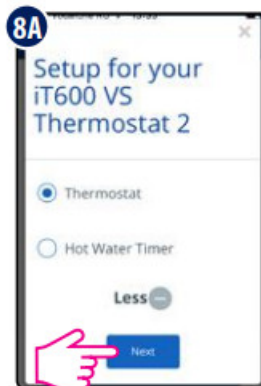 8A
Setup for your
iT600 VS
Thermostat 2
Thermostat
Hot Water Timer
Less
Next